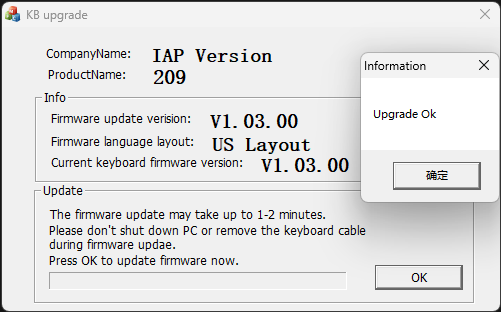 KB upgrade
CompanyName: IAP Version
ProductName: 209
Info
Firmware update verision: V1.03.00
Firmware language layout: US Layout
Current keyboard firmware version: V1.03.00
Information
Upgrade Ok
确定
Update
The firmware update may take up to 1-2 minutes.
Please don't shut down PC or remove the keyboard cable
during firmware updae.
Press OK to update firmware now.
OK